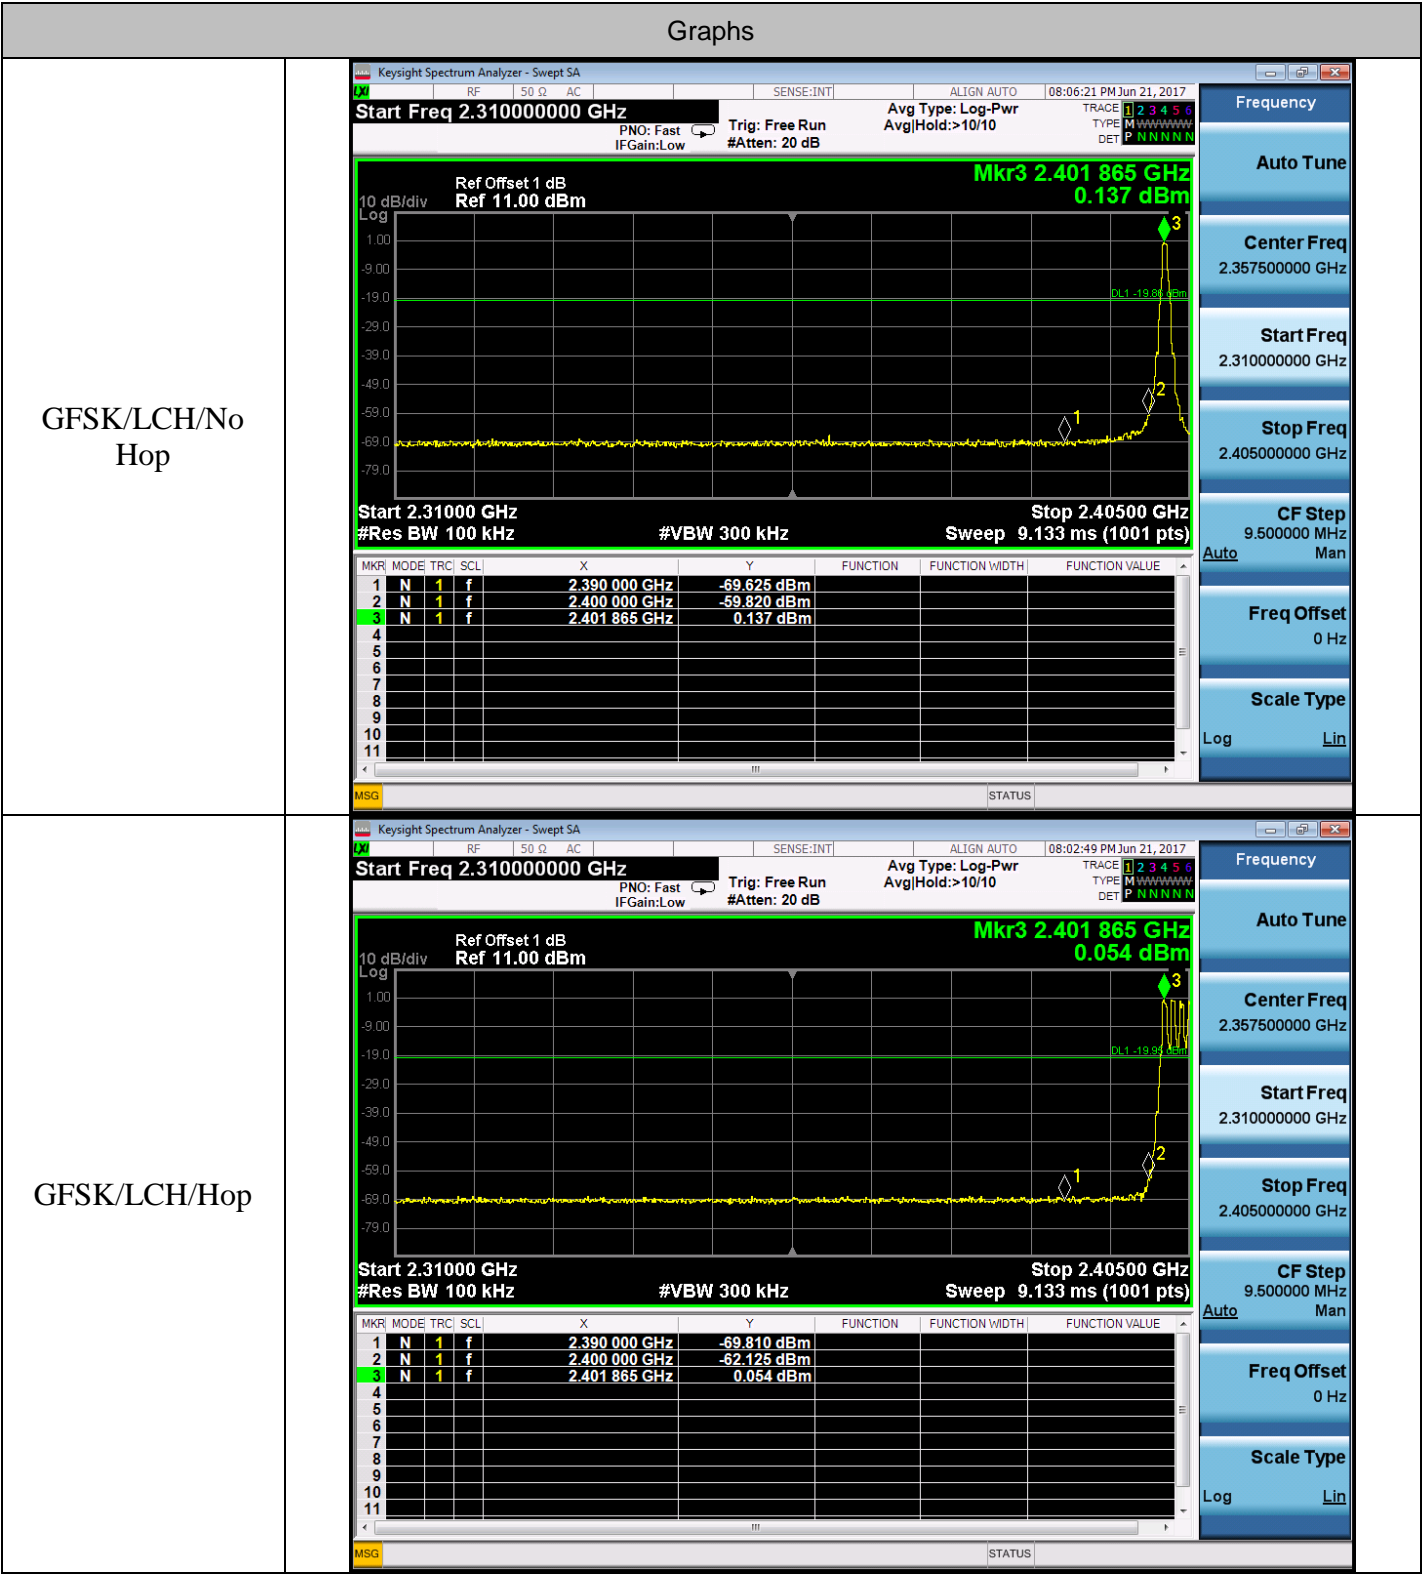 Graphs
GFSK/LCH/No
Hop
Keysight Spectrum Analyzer - Swept SA
LXI RF 50 Ω AC SENSE:INT ALIGN AUTO 08:06:21 PM Jun 21, 2017
Start Freq 2.310000000 GHz
PNO: Fast
IFGain:Low
Trig: Free Run
#Atten: 20 dB
Avg Type: Log-Pwr
Avg|Hold:>10/10
TRACE 1 2 3 4 5 6
TYPE M WWWWW
DET P N N N N N
Mkr3 2.401 865 GHz
0.137 dBm
Ref Offset 1 dB
10 dB/div Ref 11.00 dBm
Log
1.00
-9.00
-19.0
-29.0
-39.0
-49.0
-59.0
-69.0
-79.0
DL1 -19.86 dBm
1
2
3
Start 2.31000 GHz Stop 2.40500 GHz
#Res BW 100 kHz #VBW 300 kHz Sweep 9.133 ms (1001 pts)
MKR MODE TRC SCL X Y FUNCTION FUNCTION WIDTH FUNCTION VALUE
1 N 1 f 2.390 000 GHz -69.625 dBm
2 N 1 f 2.400 000 GHz -59.820 dBm
3 N 1 f 2.401 865 GHz 0.137 dBm
4
5
6
7
8
9
10
11
MSG STATUS
Frequency
Auto Tune
Center Freq
2.357500000 GHz
Start Freq
2.310000000 GHz
Stop Freq
2.405000000 GHz
CF Step
9.500000 MHz
Auto Man
Freq Offset
0 Hz
Scale Type
Log Lin
GFSK/LCH/Hop
Keysight Spectrum Analyzer - Swept SA
LXI RF 50 Ω AC SENSE:INT ALIGN AUTO 08:02:49 PM Jun 21, 2017
Start Freq 2.310000000 GHz
PNO: Fast
IFGain:Low
Trig: Free Run
#Atten: 20 dB
Avg Type: Log-Pwr
Avg|Hold:>10/10
TRACE 1 2 3 4 5 6
TYPE M WWWWW
DET P N N N N N
Mkr3 2.401 865 GHz
0.054 dBm
Ref Offset 1 dB
10 dB/div Ref 11.00 dBm
Log
1.00
-9.00
-19.0
-29.0
-39.0
-49.0
-59.0
-69.0
-79.0
DL1 -19.95 dBm
1
2
3
Start 2.31000 GHz Stop 2.40500 GHz
#Res BW 100 kHz #VBW 300 kHz Sweep 9.133 ms (1001 pts)
MKR MODE TRC SCL X Y FUNCTION FUNCTION WIDTH FUNCTION VALUE
1 N 1 f 2.390 000 GHz -69.810 dBm
2 N 1 f 2.400 000 GHz -62.125 dBm
3 N 1 f 2.401 865 GHz 0.054 dBm
4
5
6
7
8
9
10
11
MSG STATUS
Frequency
Auto Tune
Center Freq
2.357500000 GHz
Start Freq
2.310000000 GHz
Stop Freq
2.405000000 GHz
CF Step
9.500000 MHz
Auto Man
Freq Offset
0 Hz
Scale Type
Log Lin